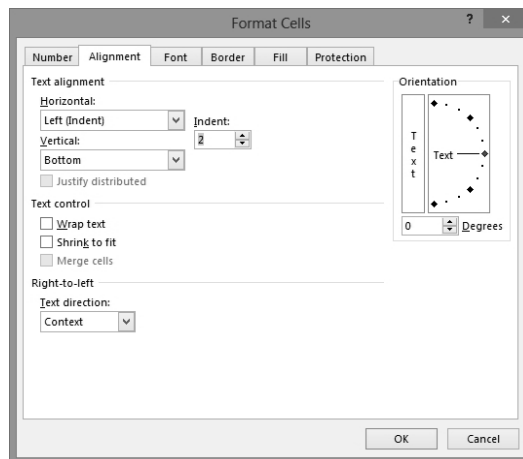 Format Cells
? ×
Number Alignment Font Border Fill Protection
Text alignment
Horizontal:
Left (Indent)
Indent:
2
Vertical:
Bottom
Justify distributed
Text control
Wrap text
Shrink to fit
Merge cells
Right-to-left
Text direction:
Context
Orientation
Text
Text
0 Degrees
OK Cancel